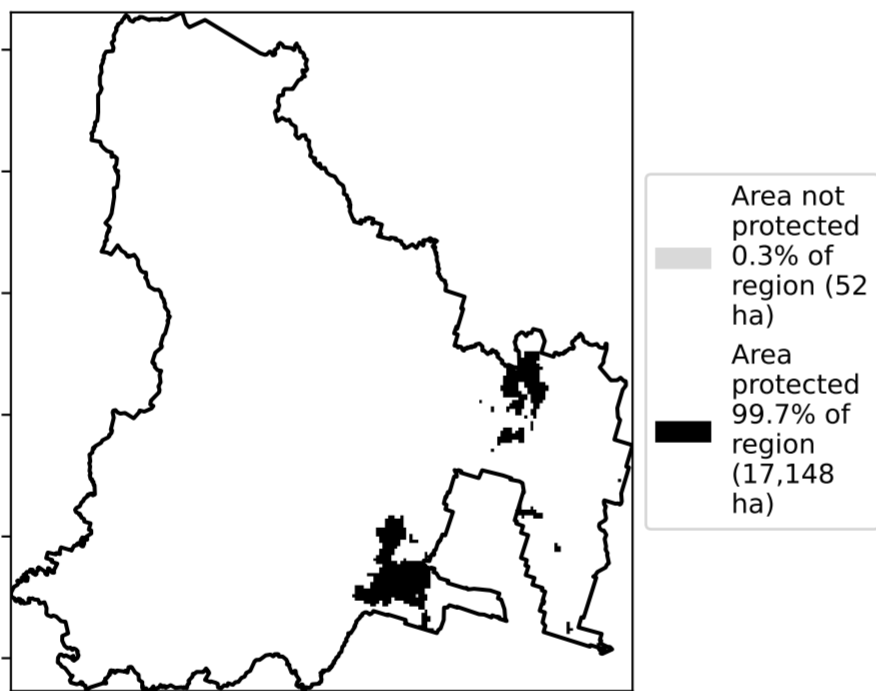 Area not
protected
0.3% of
region (52
ha)
Area
protected
99.7% of
region
(17,148
ha)